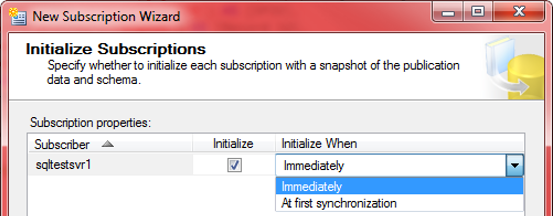 New Subscription Wizard
Initialize Subscriptions
Specify whether to initialize each subscription with a snapshot of the publication
data and schema.
Subscription properties:
Subscriber Initialize Initialize When
sqltestsvr1 Immediately
Immediately
At first synchronization